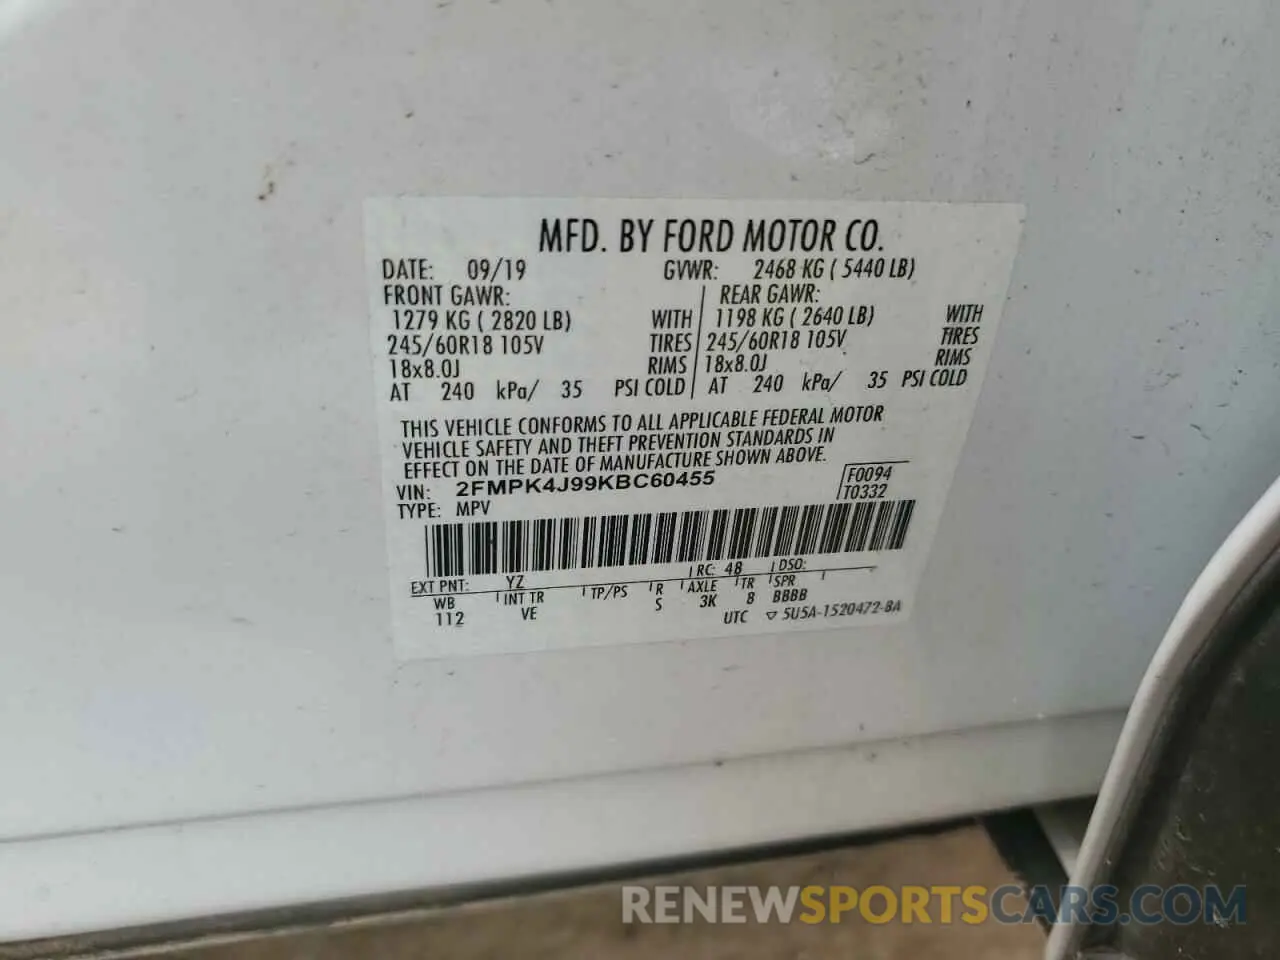 MFD. BY FORD MOTOR CO.
DATE: 09/19 GVWR: 2468 KG ( 5440 LB)
FRONT GAWR: REAR GAWR:
1279 KG ( 2820 LB) WITH 1198 KG ( 2640 LB) WITH
245/60R18 105V TIRES 245/60R18 105V TIRES
18x8.0J RIMS 18x8.0J RIMS
AT 240 kPa/ 35 PSI COLD AT 240 kPa/ 35 PSI COLD
THIS VEHICLE CONFORMS TO ALL APPLICABLE FEDERAL MOTOR
VEHICLE SAFETY AND THEFT PREVENTION STANDARDS IN
EFFECT ON THE DATE OF MANUFACTURE SHOWN ABOVE.
VIN: 2FMPK4J99KBC60455 F0094
TYPE: MPV T0332
EXT PNT: YZ RC: 48 DSO:
WB INT TR TP/PS R AXLE TR SPR
112 VE S 3K 8 BBBB
UTC ▽ 5U5A-1520472-BA
RENEWSPORTSCARS.COM